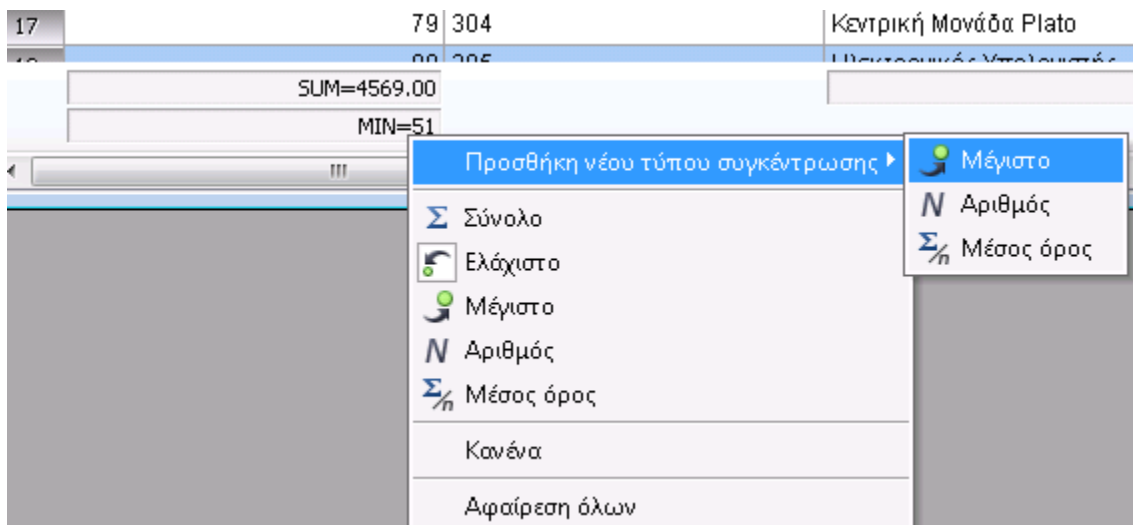 17 79 304 Κεντρική Μονάδα Plato
SUM=4569.00
MIN=51
Προσθήκη νέου τύπου συγκέντρωσης
Μέγιστο
Αριθμός
Μέσος όρος
Σύνολο
Ελάχιστο
Μέγιστο
Αριθμός
Μέσος όρος
Κανένα
Αφαίρεση όλων